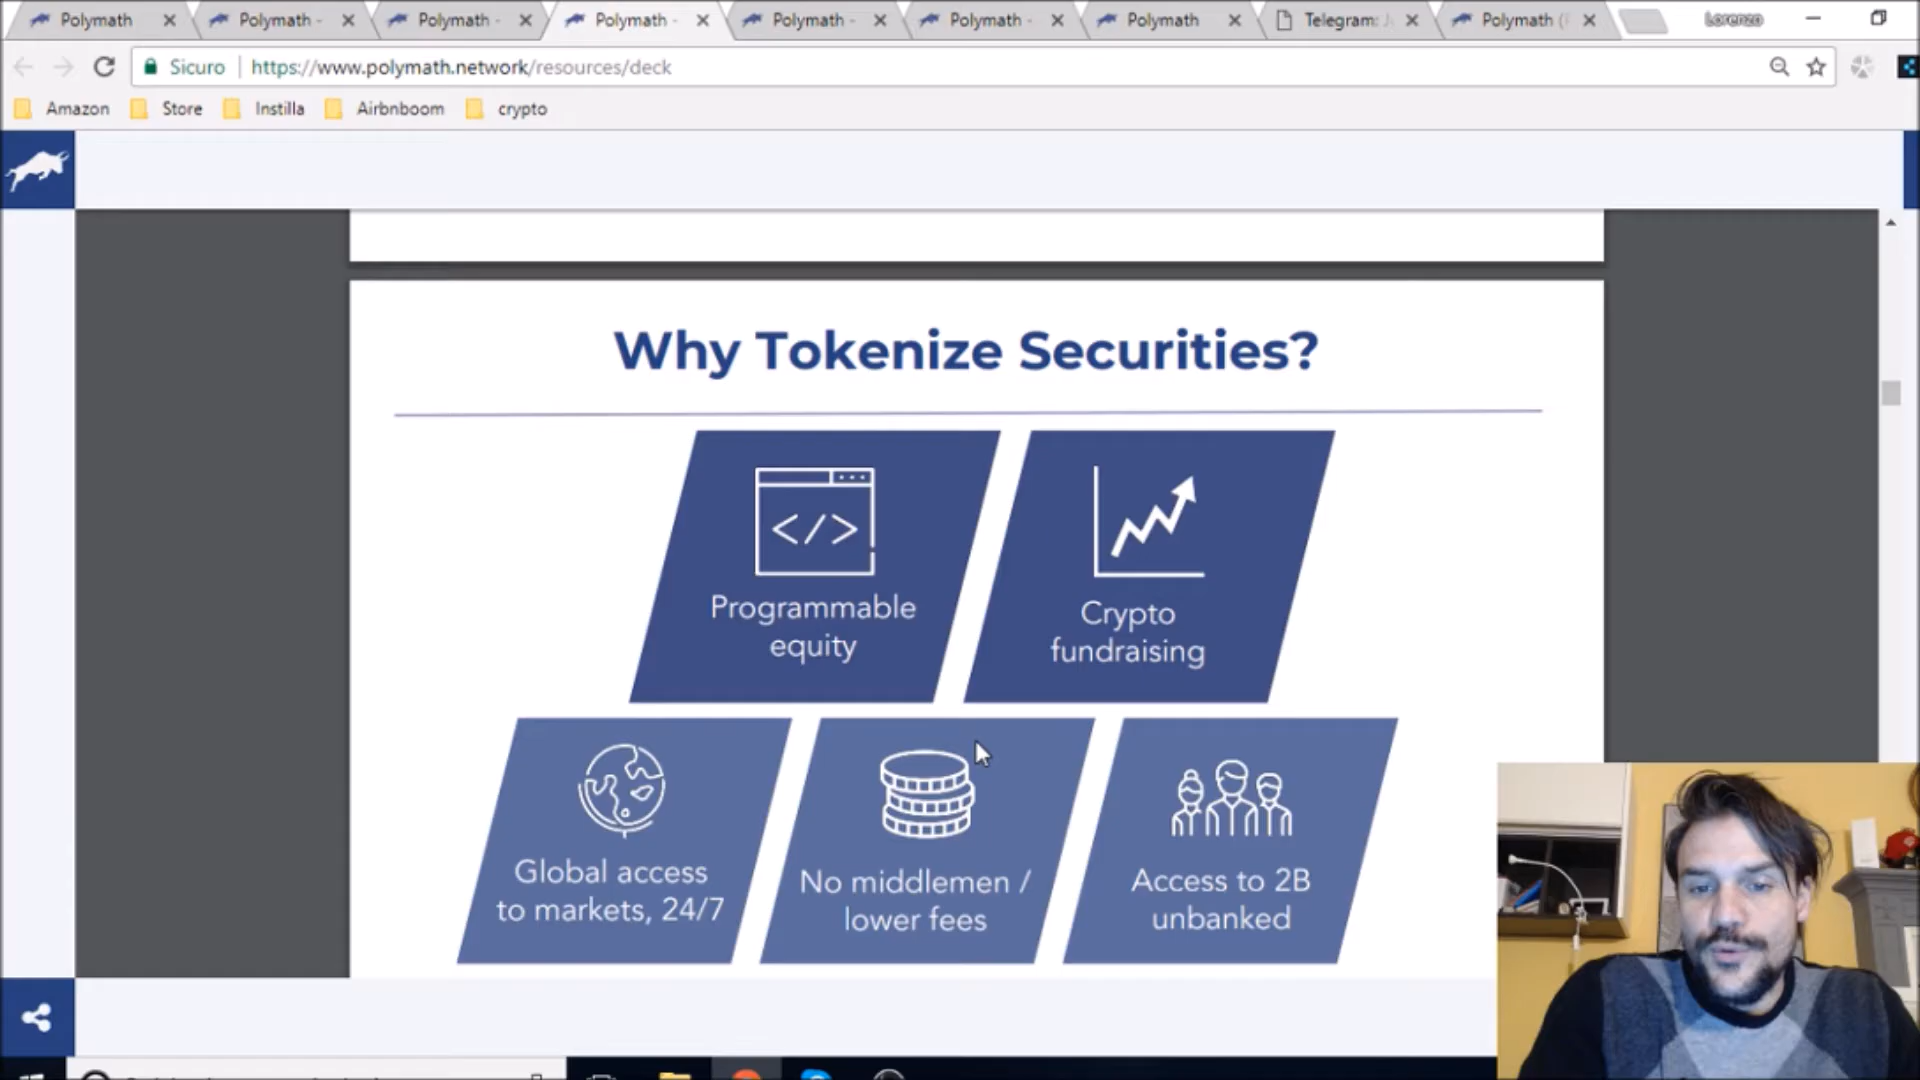 Polymath
Polymath -
Polymath -
Polymath -
Polymath -
Polymath -
Polymath
Telegram:
Polymath (
Lorenzo
Sicuro
https://www.polymath.network/resources/deck
Amazon
Store
Instilla
Airbnboom
crypto
Why Tokenize Securities?
</>
Programmable
equity
Crypto
fundraising
Global access
to markets, 24/7
No middlemen /
lower fees
Access to 2B
unbanked